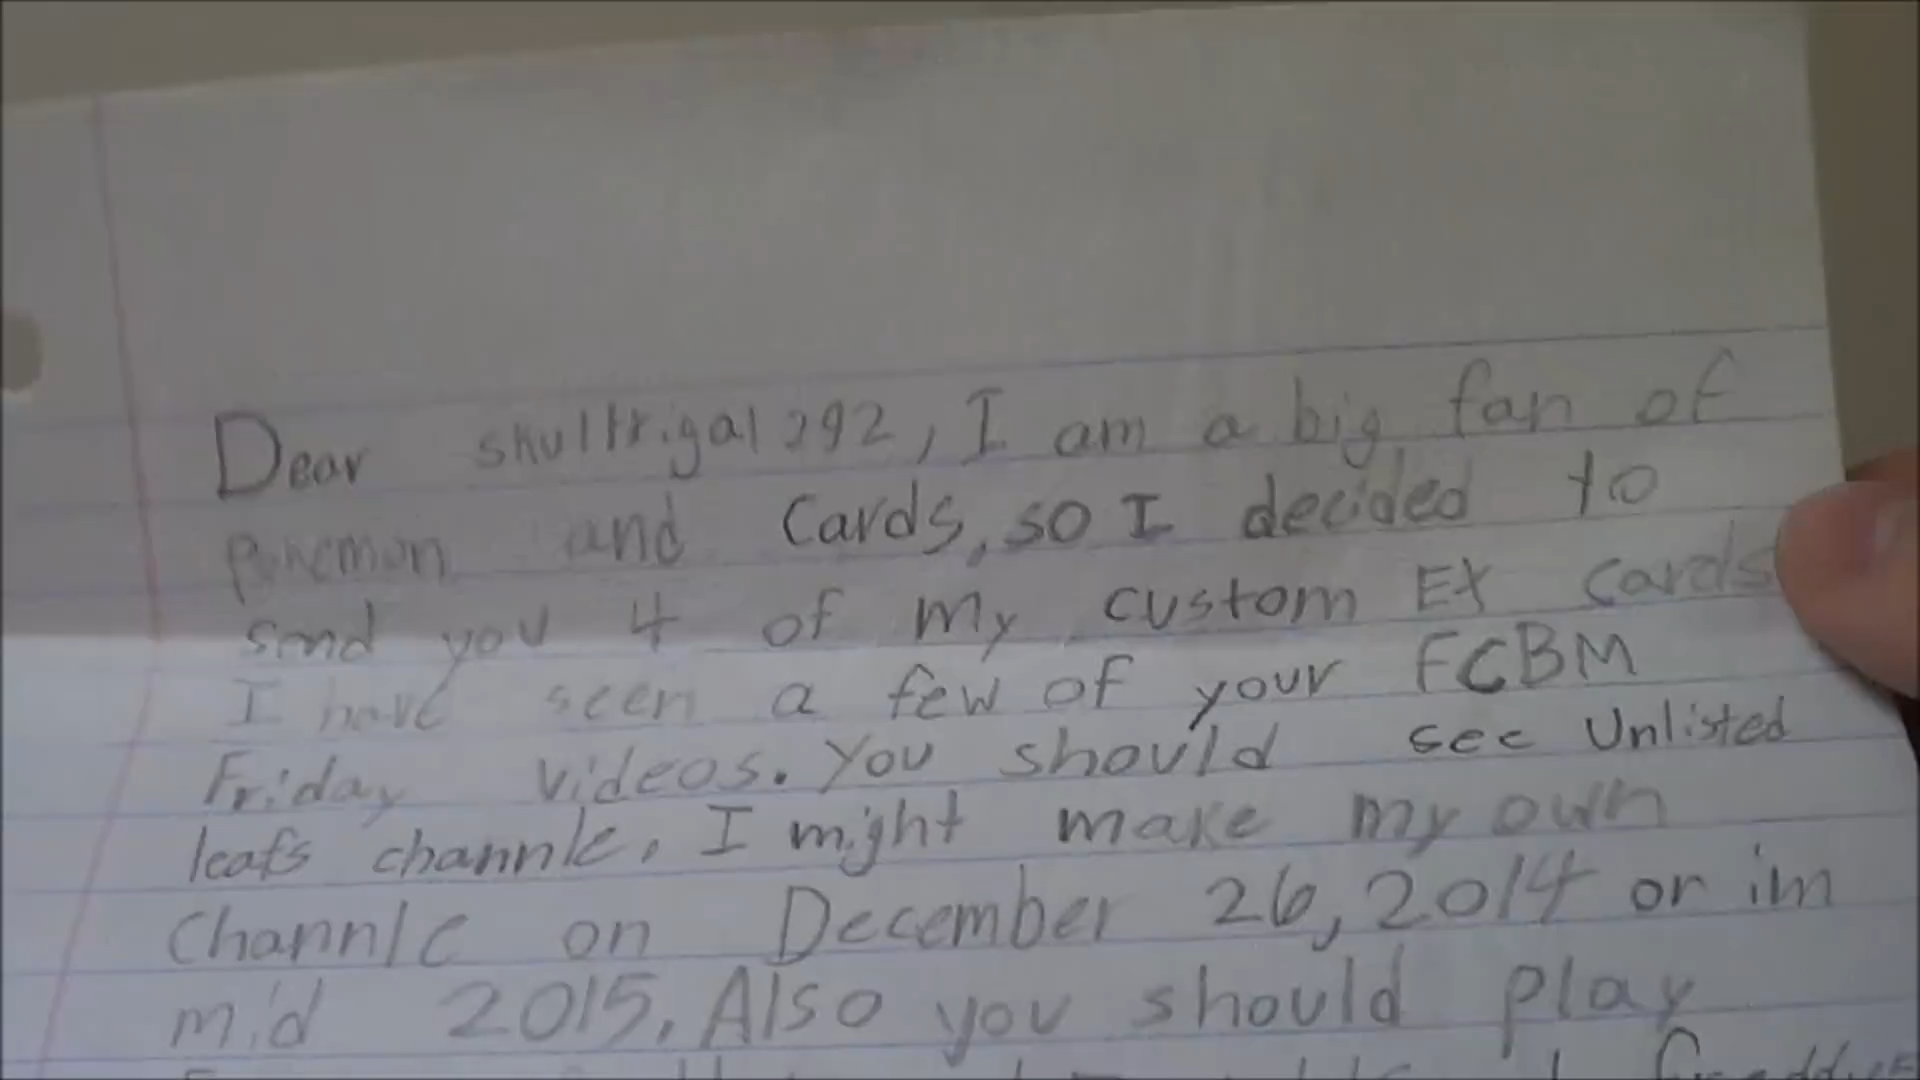 Dear skulltrigal292, I am a big fan of
pokemon and Cards, so I decided to
send you 4 of my custom EX cards
I have seen a few of your FCBM
Friday videos. You should see Unlisted
leafs channle, I might make my own
Channle on December 26, 2014 or im
mid 2015, Also you should play